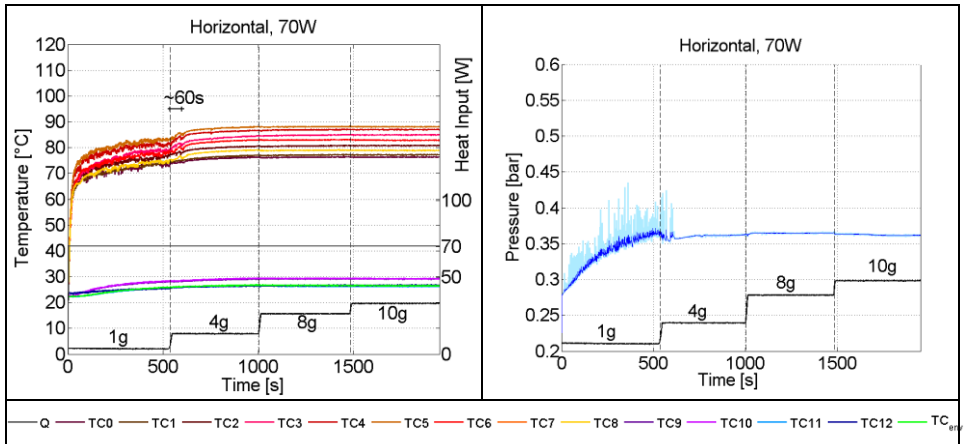 Horizontal, 70W
120
110
100
90
80
70
60
50
40
30
20
10
0
Temperature [°C]
~60s
1g
4g
8g
10g
0
500
1000
1500
Time [s]
100
70
50
0
Heat Input [W]
Horizontal, 70W
0.6
0.55
0.5
0.45
0.4
0.35
0.3
0.25
0.2
Pressure [bar]
1g
4g
8g
10g
0
500
1000
1500
Time [s]
Q TC0 TC1 TC2 TC3 TC4 TC5 TC6 TC7 TC8 TC9 TC10 TC11 TC12 TC env